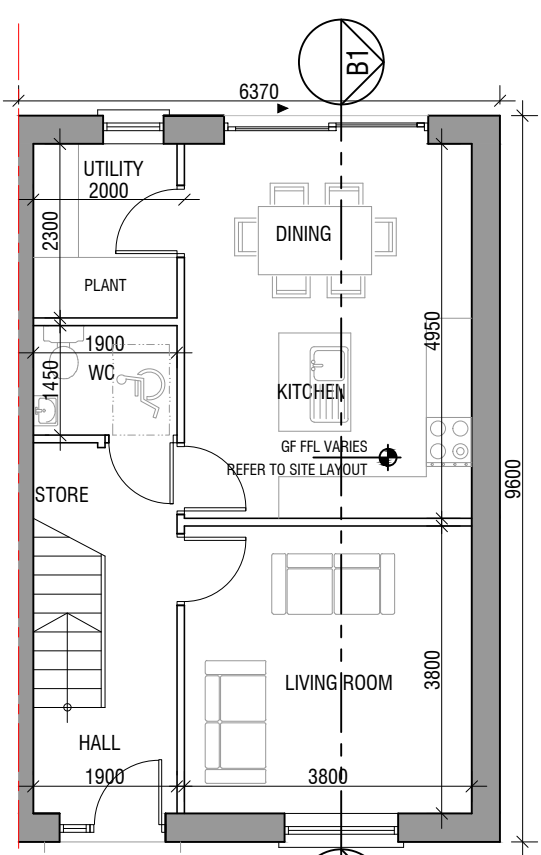 B1
6370
UTILITY
2000
2300
DINING
PLANT
4950
1900
WC
1450
KITCHEN
GF FFL VARIES
REFER TO SITE LAYOUT
9600
STORE
LIVING ROOM
3800
HALL
1900
3800